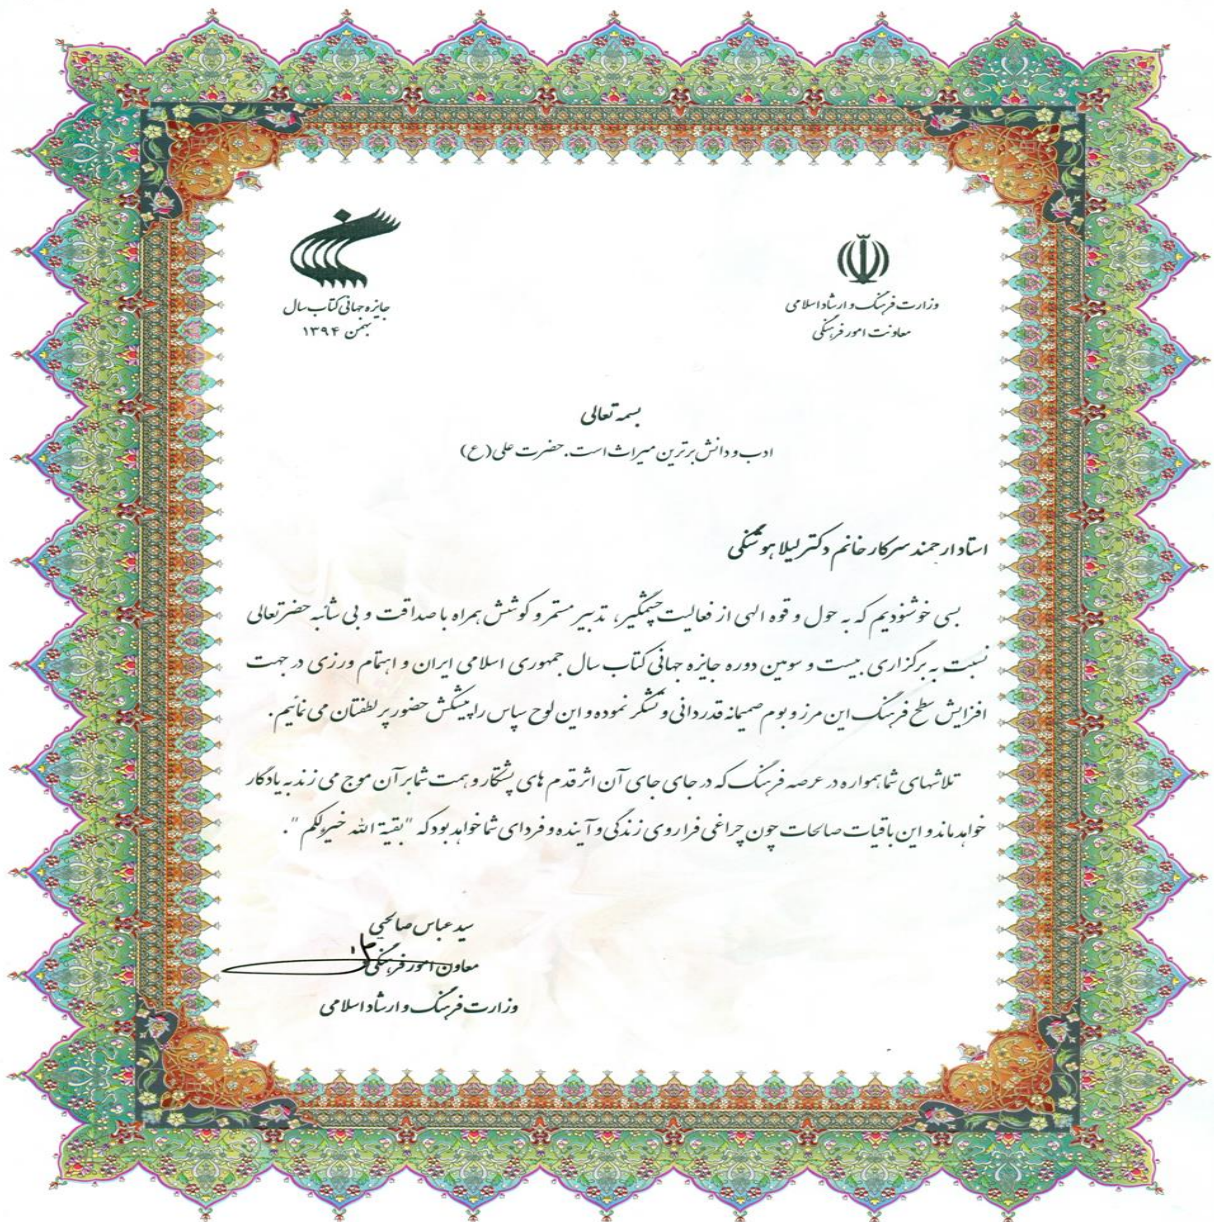 وزارت فرهنگ و ارشاد اسلامی
معاونت امور فرهنگی
جایزه جهانی کتاب سال
بهمن ۱۳۹۴
بسمه تعالی
ادب و دانش برترین میراث است. حضرت علی (ع)
استاد ارجمند سرکار خانم دکتر لیلا هوشنگی
بسی خوشنودیم که به حول و قوه الهی از فعالیت چشمگیر، تدبیر مستمر و کوشش همراه با صداقت و بی شائبه حضرتعالی
نسبت به برگزاری بیست و سومین دوره جایزه جهانی کتاب سال جمهوری اسلامی ایران و اهتمام ورزی در جهت
افزایش سطح فرهنگ این مرز و بوم صمیمانه قدردانی و تشکر نموده و این لوح سپاس را پیشکش حضور پر لطفتان می نمائیم.
تلاشهای شما همواره در عرصه فرهنگ که در جای جای آن اثر قدم های پشتکار و همت شما بر آن موج می زند به یادگار
خواهد ماند و این باقیات صالحات چون چراغی فراروی زندگی و آینده و فردای شما خواهد بود که "بقیة الله خیر لکم".
سید عباس صالحی
معاون امور فرهنگی
وزارت فرهنگ و ارشاد اسلامی